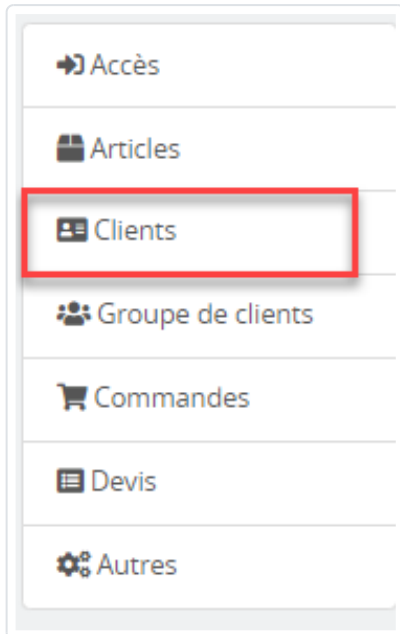 Accès
Articles
Clients
Groupe de clients
Commandes
Devis
Autres